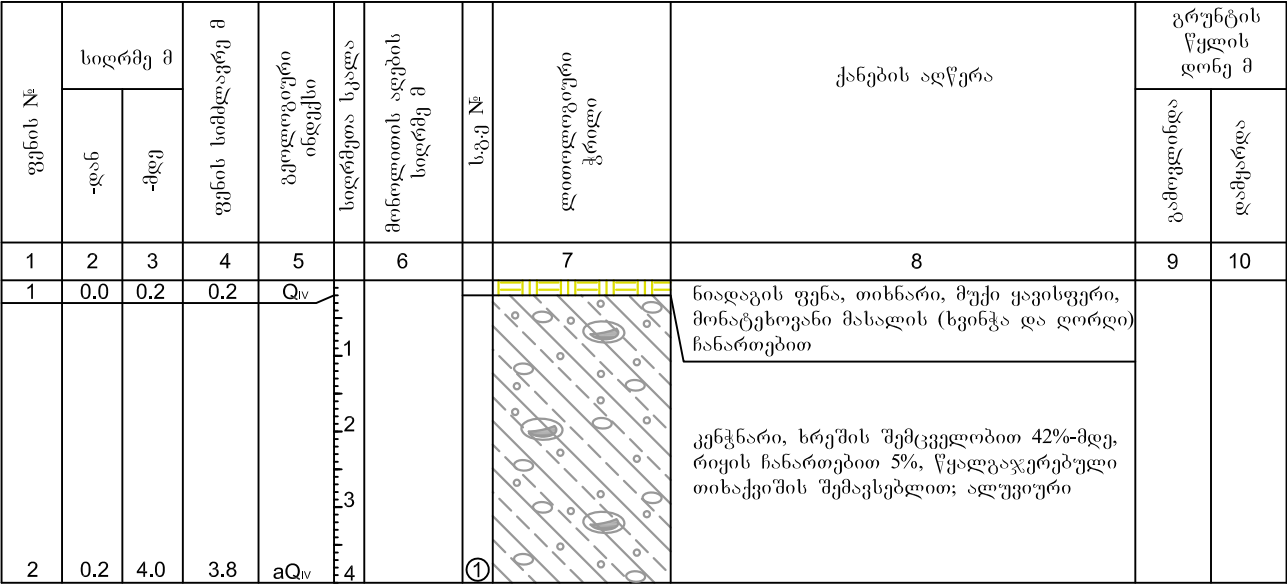 ფენის №
სიღრმე მ
-დან
-მდე
ფენის სიმძლავრე მ
გეოლოგიური
ინდექსი
სიღრმეთა სკალა
მონოლითის აღების
სიღრმე მ
ს.გ.ე №
ლითოლოგიური
ჭრილი
ქანების აღწერა
გრუნტის
წყლის
დონე მ
გამოვლინდა
დამყარდა
1 2 3 4 5 6 7 8 9 10
1 0.0 0.2 0.2 QIV
ნიადაგის ფენა, თიხნარი, მუქი ყავისფერი,
მონატეხოვანი მასალის (ხვინჭა და ღორღი)
ჩანართებით
1
2
3
კენჭნარი, ხრეშის შემცველობით 42%-მდე,
რიყის ჩანართებით 5%, წყალგაჯერებული
თიხაქვიშის შემავსებლით; ალუვიური
2 0.2 4.0 3.8 aQIV 4 1